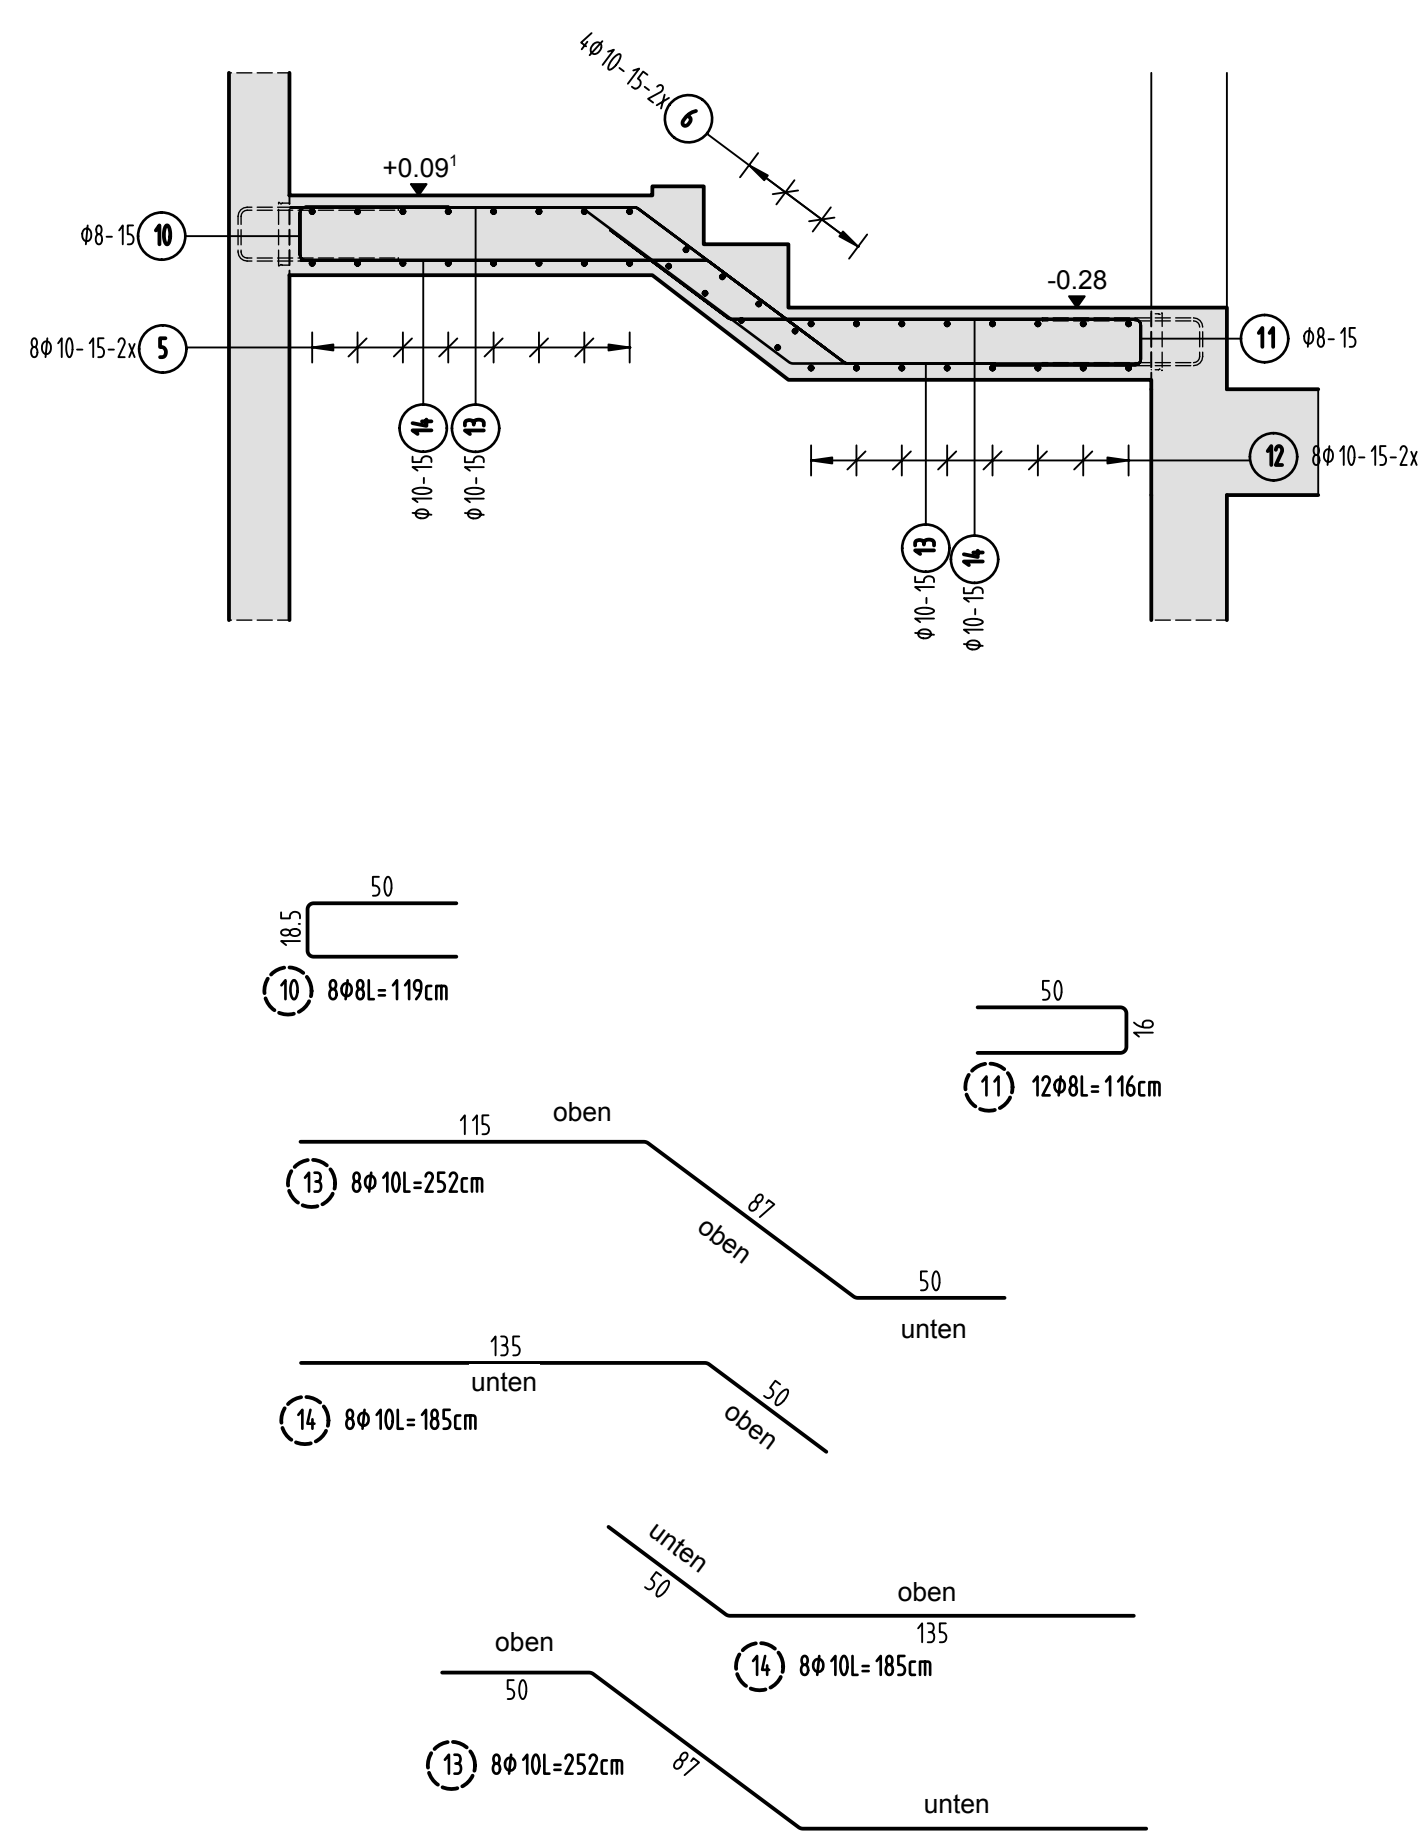 4Φ10-15-2x
6
+0.09¹
Φ8-15
10
-0.28
11
Φ8-15
8Φ10-15-2x
5
14
13
Φ10-15
Φ10-15
12
8Φ10-15-2x
13
14
Φ10-15
Φ10-15
50
18.5
10
8Φ8L=119cm
50
16
11
12Φ8L=116cm
115
oben
13
8Φ10L=252cm
87
oben
50
unten
135
unten
14
8Φ10L=185cm
50
oben
unten
50
oben
135
14
8Φ10L=185cm
oben
50
13
8Φ10L=252cm
87
unten